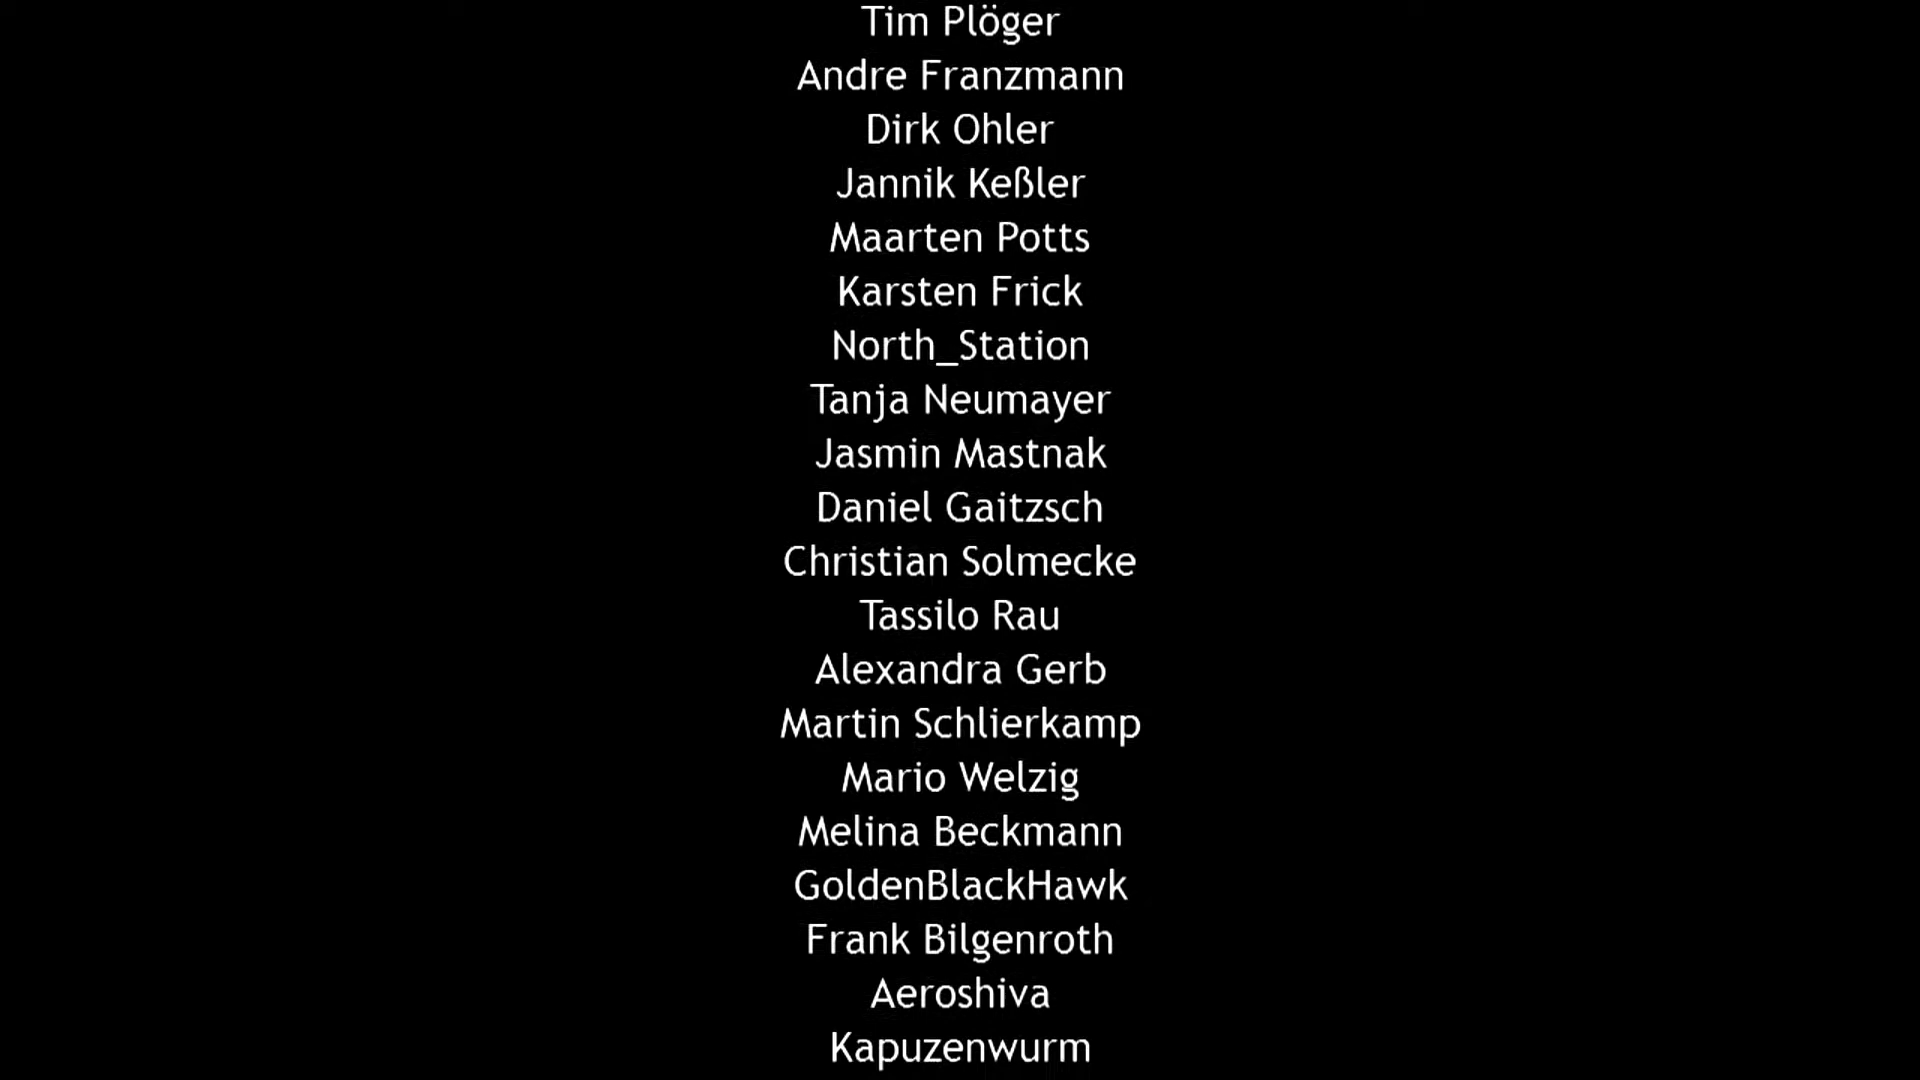 Tim Plöger
Andre Franzmann
Dirk Ohler
Jannik Keßler
Maarten Potts
Karsten Frick
North_Station
Tanja Neumayer
Jasmin Mastnak
Daniel Gaitzsch
Christian Solmecke
Tassilo Rau
Alexandra Gerb
Martin Schlierkamp
Mario Welzig
Melina Beckmann
GoldenBlackHawk
Frank Bilgenroth
Aeroshiva
Kapuzenwurm